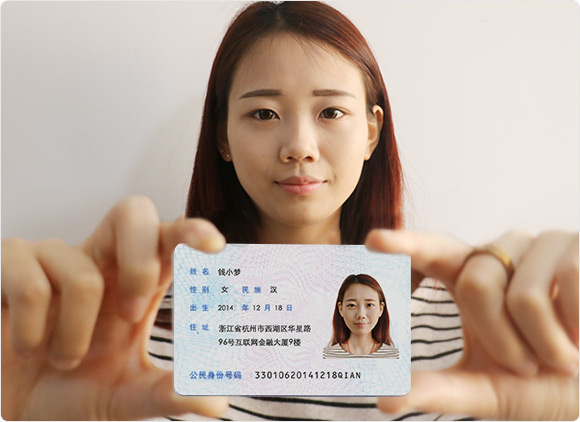 姓 名 钱小梦
性 别 女 民 族 汉
出 生 2014 年 12 月 18 日
住 址 浙江省杭州市西湖区华星路
96号互联网金融大厦9楼
公民身份号码 33010620141218QIAN